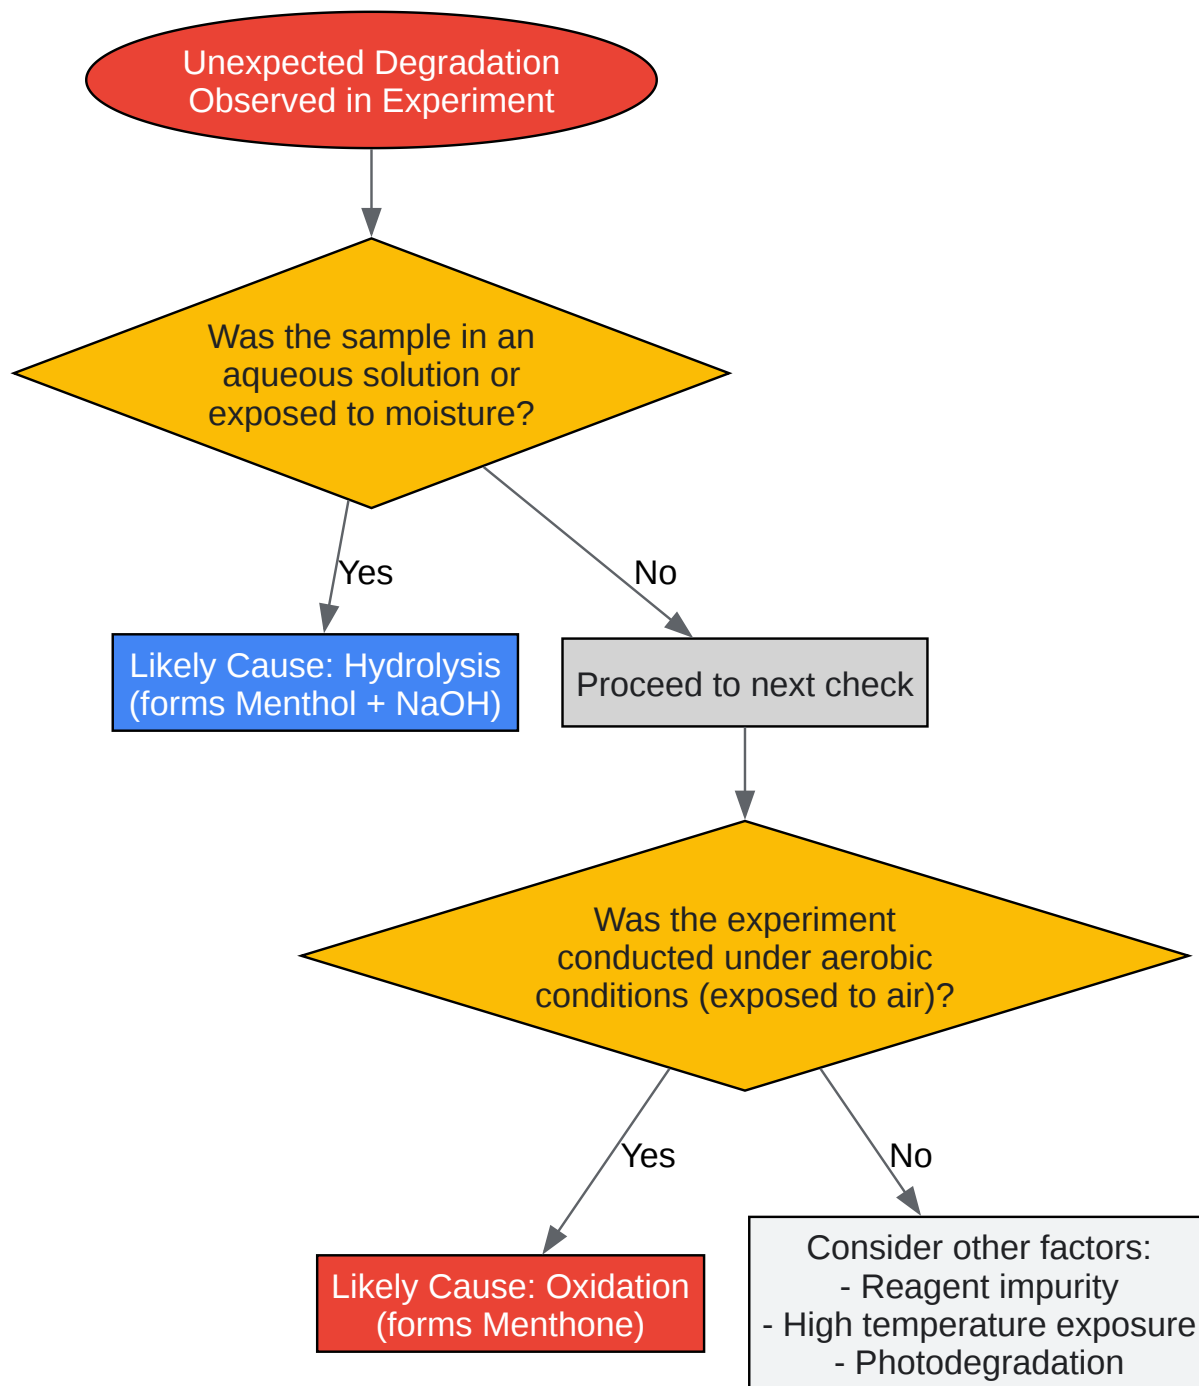 Unexpected Degradation
Observed in Experiment
Was the sample in an
aqueous solution or
exposed to moisture?
Yes
No
Likely Cause: Hydrolysis
(forms Menthol + NaOH)
Proceed to next check
Was the experiment
conducted under aerobic
conditions (exposed to air)?
Yes
No
Likely Cause: Oxidation
(forms Menthone)
Consider other factors:
- Reagent impurity
- High temperature exposure
- Photodegradation